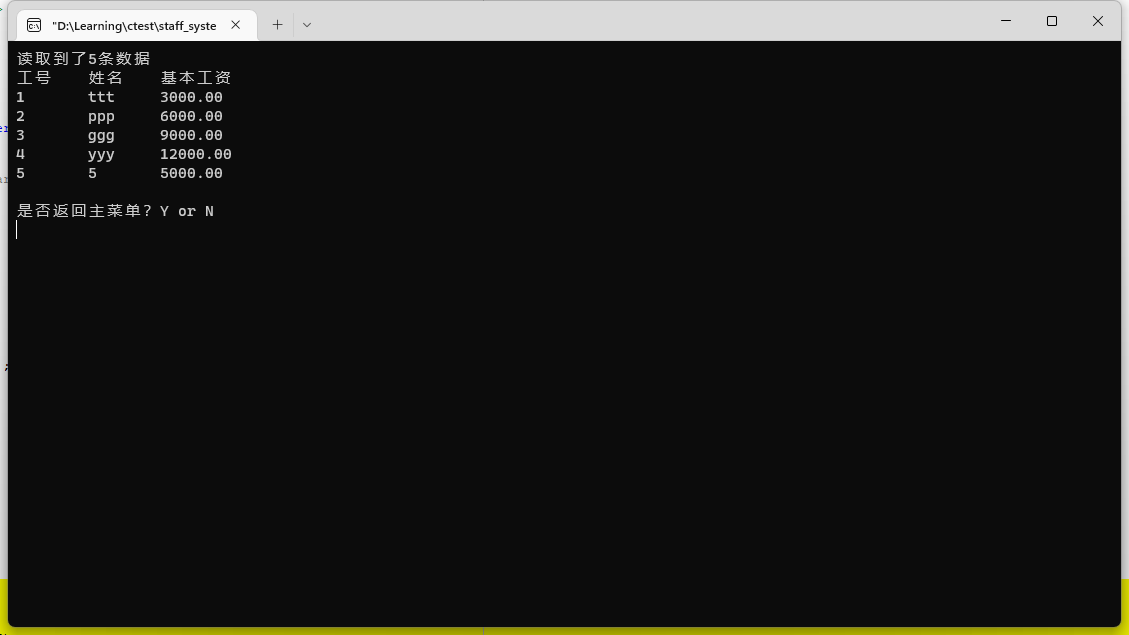 "D:\Learning\ctest\staff_syste
读取到了5条数据
工号 姓名 基本工资
1 ttt 3000.00
2 ppp 6000.00
3 ggg 9000.00
4 yyy 12000.00
5 5 5000.00
是否返回主菜单? Y or N